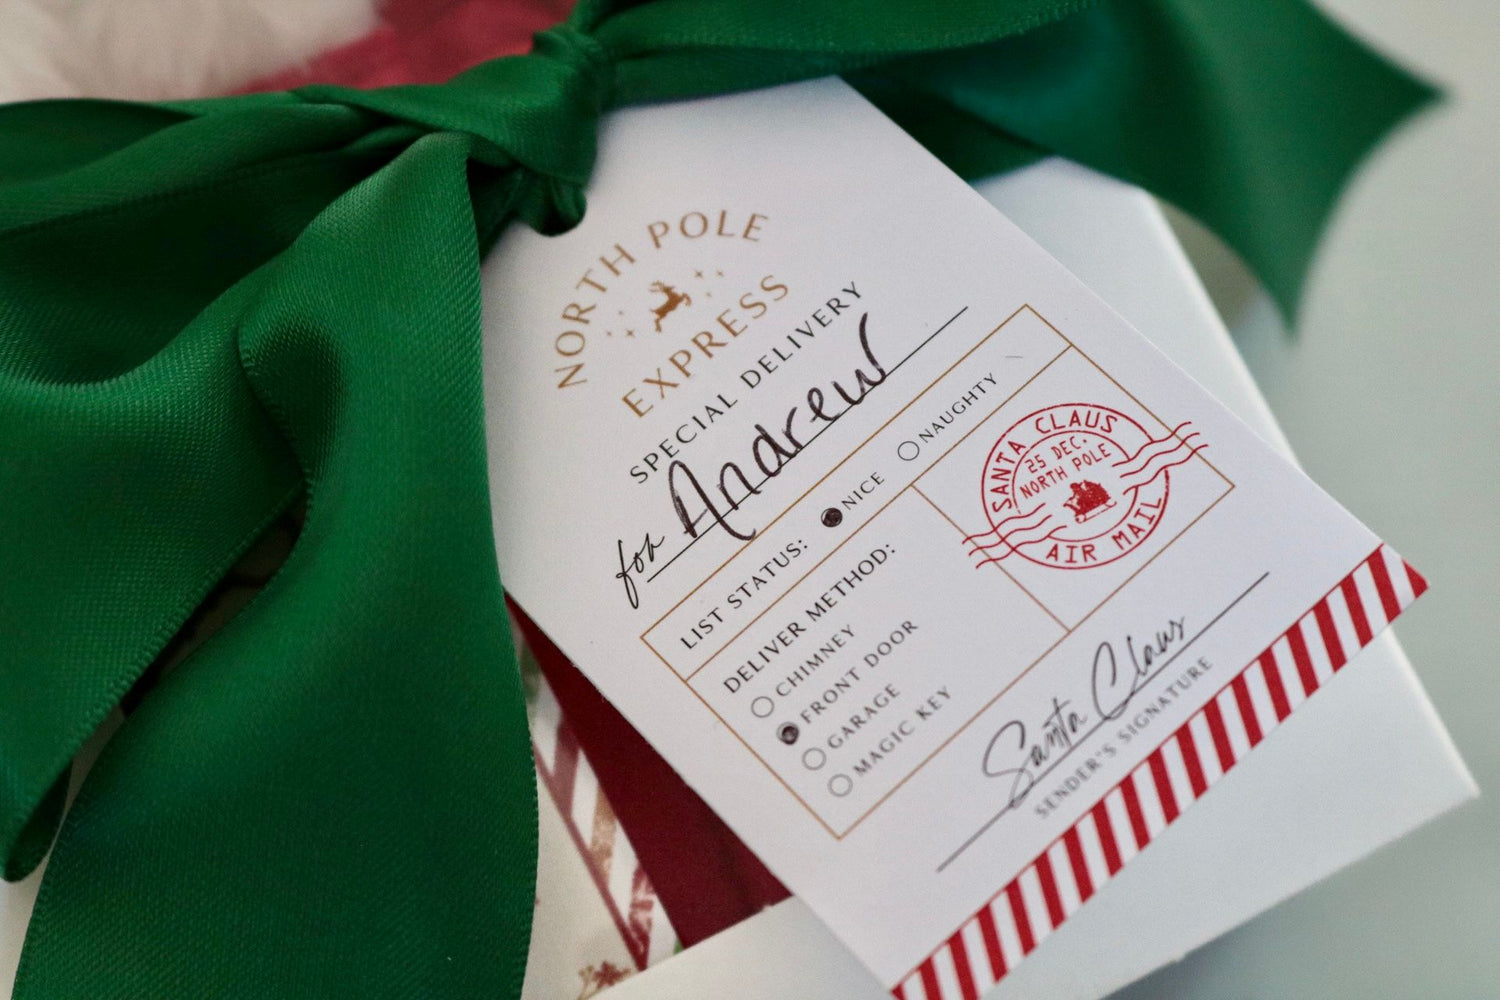 NORTH POLE
EXPRESS
SPECIAL DELIVERY
for Andrew
LIST STATUS: NICE NAUGHTY
DELIVER METHOD:
CHIMNEY
FRONT DOOR
GARAGE
MAGIC KEY
SANTA CLAUS
25 DEC.
NORTH POLE
AIR MAIL
Santa Claus
SENDER'S SIGNATURE